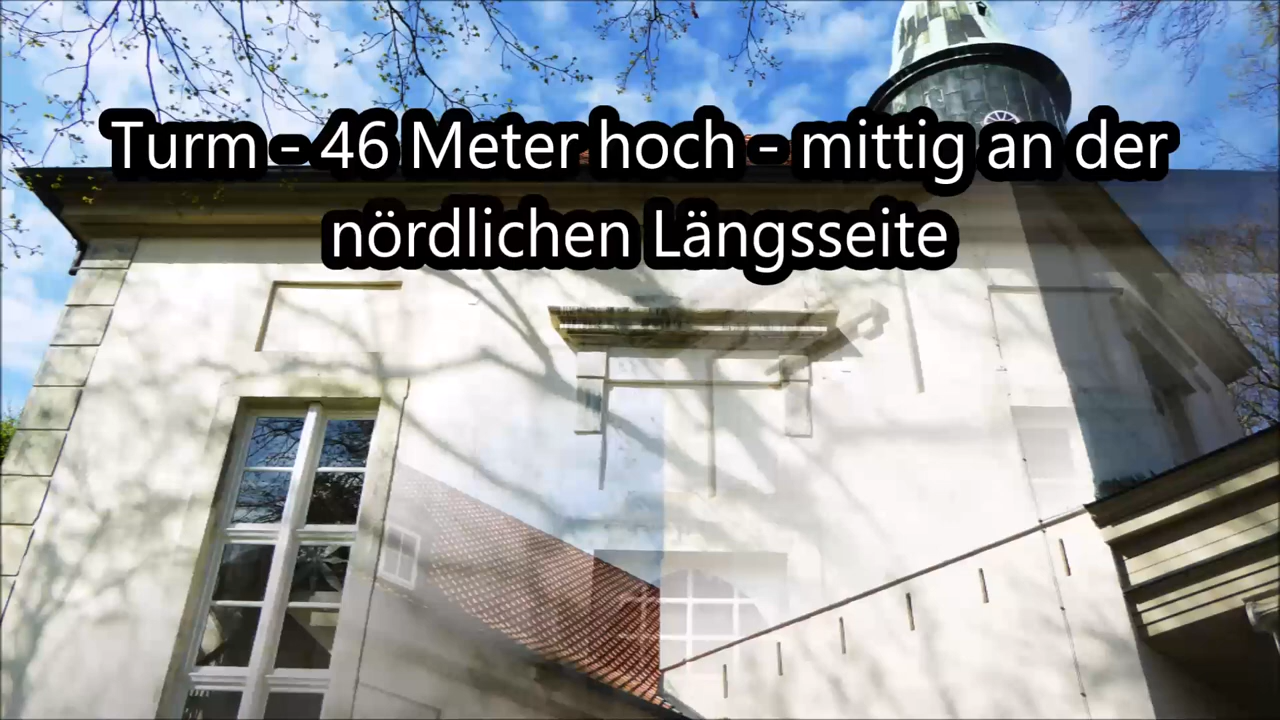 Turm - 46 Meter hoch - mittig an der
nördlichen Längsseite